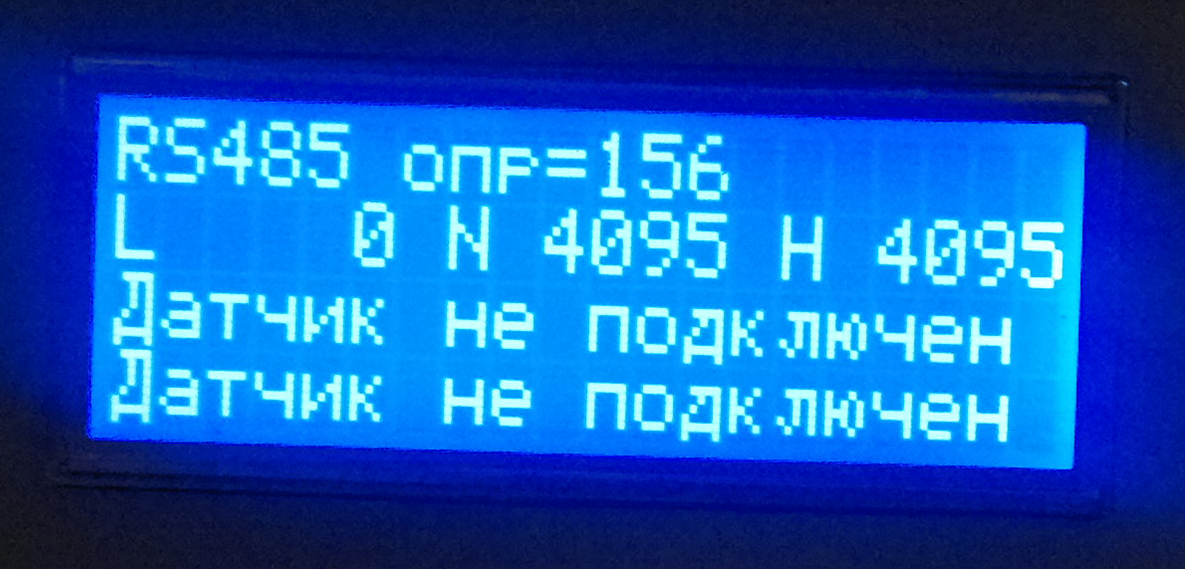 RS485 опр=156
L 0 N 4095 H 4095
Датчик не подключен
Датчик не подключен